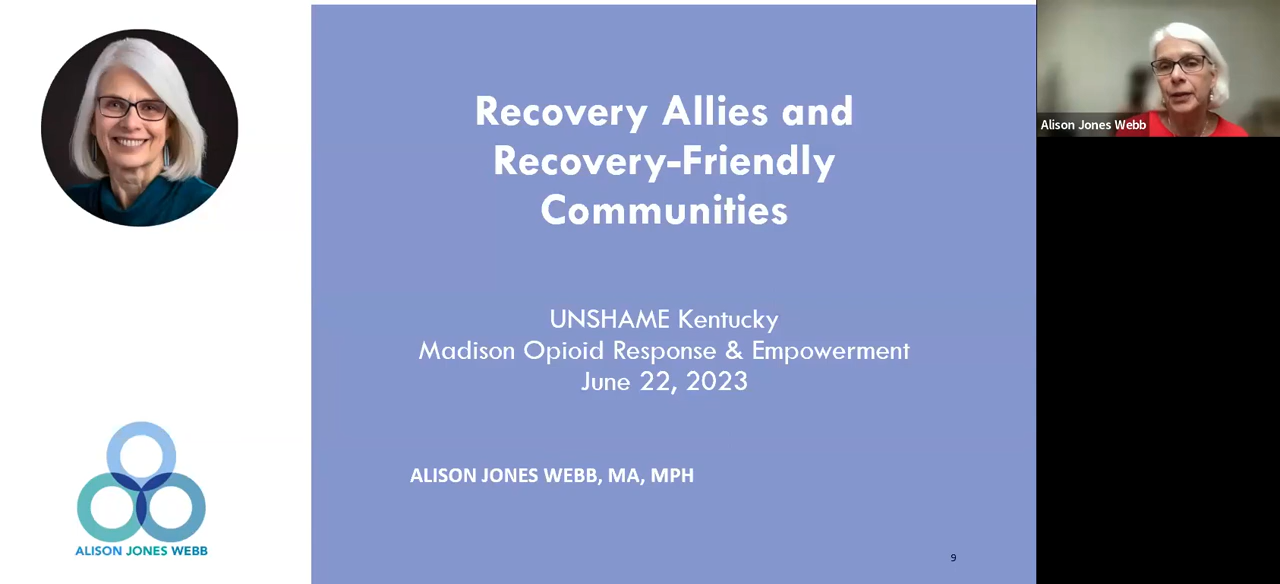 Recovery Allies and
Recovery-Friendly
Communities
UNSHAME Kentucky
Madison Opioid Response & Empowerment
June 22, 2023
ALISON JONES WEBB, MA, MPH
9
ALISON JONES WEBB
Alison Jones Webb